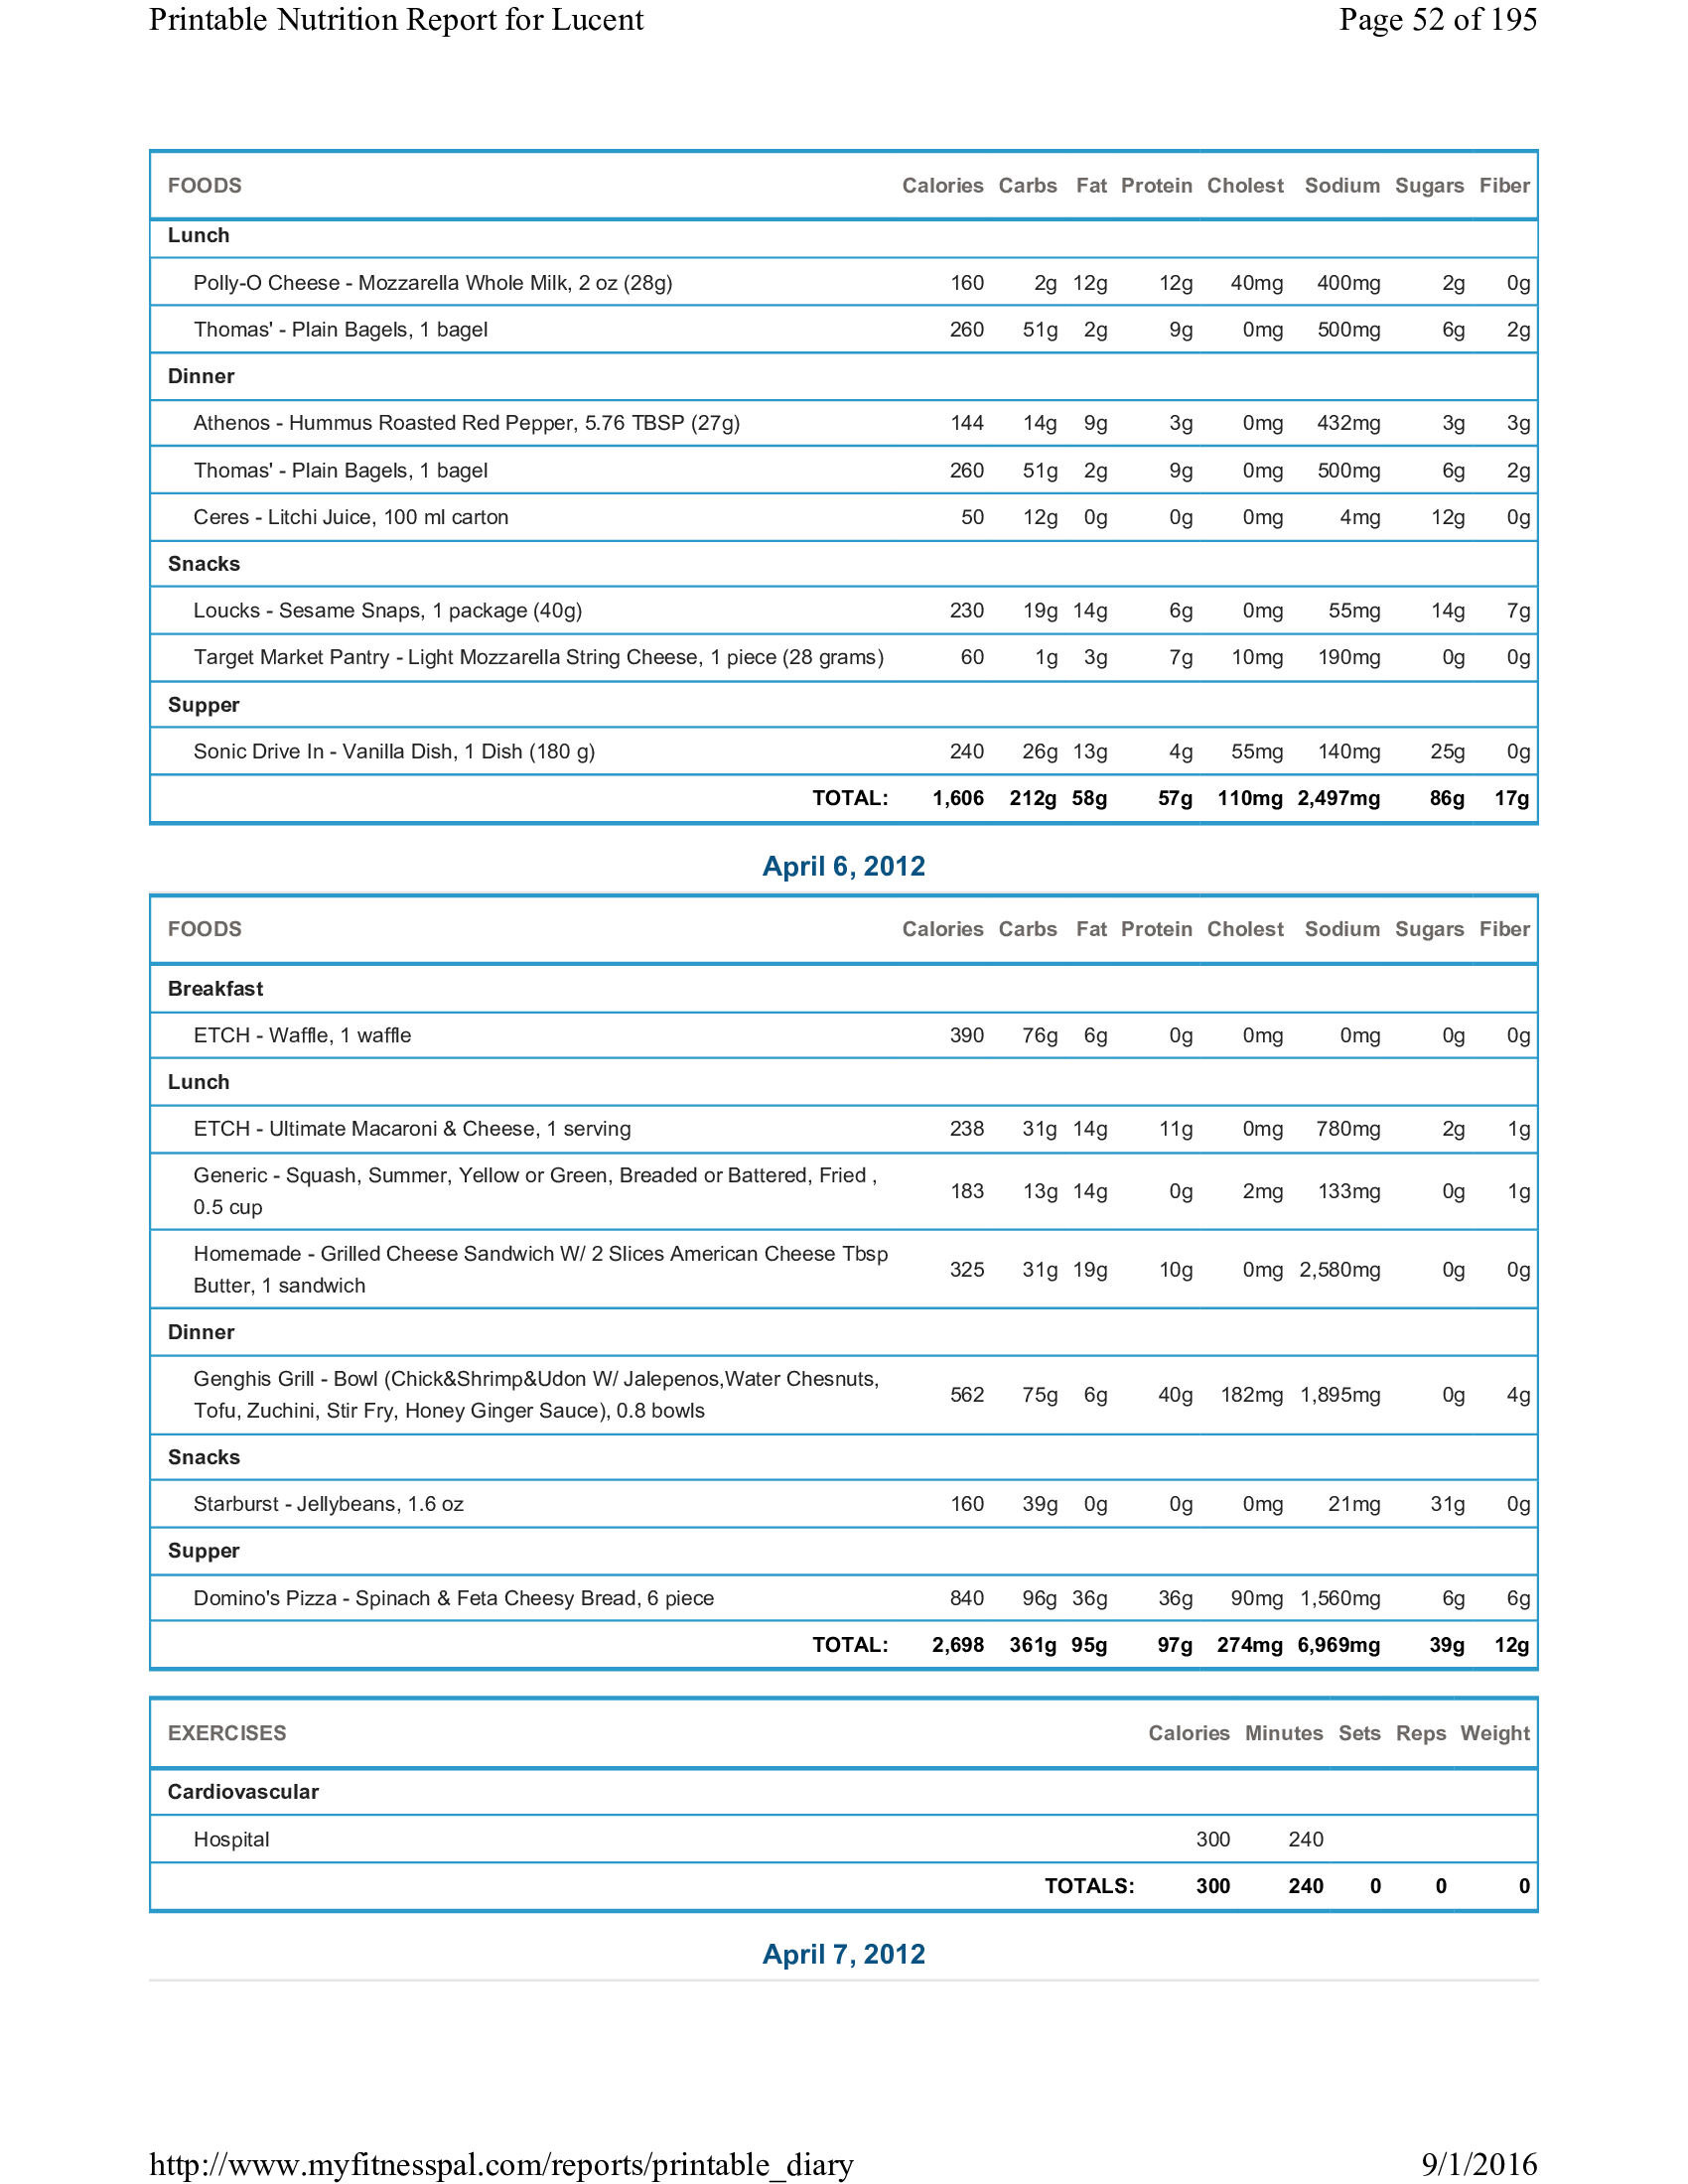 Printable Nutrition Report for Lucent Page 52 of 195
FOODS Calories Carbs Fat Protein Cholest Sodium Sugars Fiber
Lunch
Polly-O Cheese - Mozzarella Whole Milk, 2 oz (28g) 160 2g 12g 12g 40mg 400mg 2g 0g
Thomas' - Plain Bagels, 1 bagel 260 51g 2g 9g 0mg 500mg 6g 2g
Dinner
Athenos - Hummus Roasted Red Pepper, 5.76 TBSP (27g) 144 14g 9g 3g 0mg 432mg 3g 3g
Thomas' - Plain Bagels, 1 bagel 260 51g 2g 9g 0mg 500mg 6g 2g
Ceres - Litchi Juice, 100 ml carton 50 12g 0g 0g 0mg 4mg 12g 0g
Snacks
Loucks - Sesame Snaps, 1 package (40g) 230 19g 14g 6g 0mg 55mg 14g 7g
Target Market Pantry - Light Mozzarella String Cheese, 1 piece (28 grams) 60 1g 3g 7g 10mg 190mg 0g 0g
Supper
Sonic Drive In - Vanilla Dish, 1 Dish (180 g) 240 26g 13g 4g 55mg 140mg 25g 0g
TOTAL: 1,606 212g 58g 57g 110mg 2,497mg 86g 17g
April 6, 2012
FOODS Calories Carbs Fat Protein Cholest Sodium Sugars Fiber
Breakfast
ETCH - Waffle, 1 waffle 390 76g 6g 0g 0mg 0mg 0g 0g
Lunch
ETCH - Ultimate Macaroni & Cheese, 1 serving 238 31g 14g 11g 0mg 780mg 2g 1g
Generic - Squash, Summer, Yellow or Green, Breaded or Battered, Fried ,
0.5 cup 183 13g 14g 0g 2mg 133mg 0g 1g
Homemade - Grilled Cheese Sandwich W/ 2 Slices American Cheese Tbsp
Butter, 1 sandwich 325 31g 19g 10g 0mg 2,580mg 0g 0g
Dinner
Genghis Grill - Bowl (Chick&Shrimp&Udon W/ Jalepenos,Water Chesnuts,
Tofu, Zuchini, Stir Fry, Honey Ginger Sauce), 0.8 bowls 562 75g 6g 40g 182mg 1,895mg 0g 4g
Snacks
Starburst - Jellybeans, 1.6 oz 160 39g 0g 0g 0mg 21mg 31g 0g
Supper
Domino's Pizza - Spinach & Feta Cheesy Bread, 6 piece 840 96g 36g 36g 90mg 1,560mg 6g 6g
TOTAL: 2,698 361g 95g 97g 274mg 6,969mg 39g 12g
EXERCISES Calories Minutes Sets Reps Weight
Cardiovascular
Hospital 300 240
TOTALS: 300 240 0 0 0
April 7, 2012
http://www.myfitnesspal.com/reports/printable_diary 9/1/2016